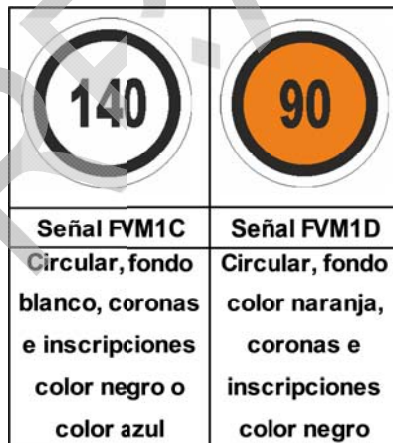 140
90
Señal FVM1C
Señal FVM1D
Circular, fondo
blanco, coronas
e inscripciones
color negro o
color azul
Circular, fondo
color naranja,
coronas e
inscripciones
color negro